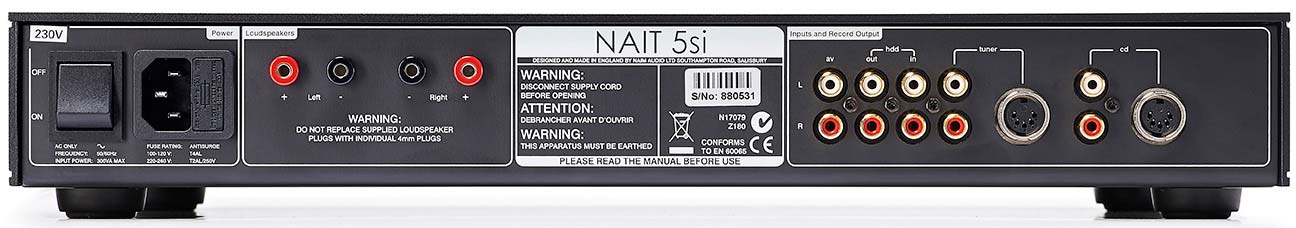 230V
Power
OFF
ON
AC ONLY
FREQUENCY: 50/60HZ
INPUT POWER: 300VA MAX
FUSE RATING: ANTISURGE
100-120 V: T4AL
220-240 V: T2AL/250V
Loudspeakers
+ Left - - Right +
WARNING:
DO NOT REPLACE SUPPLIED LOUDSPEAKER
PLUGS WITH INDIVIDUAL 4mm PLUGS
NAIT 5si
DESIGNED AND MADE IN ENGLAND BY NAIM AUDIO LTD SOUTHAMPTON ROAD, SALISBURY
WARNING:
DISCONNECT SUPPLY CORD
BEFORE OPENING
ATTENTION:
DEBRANCHER AVANT D'OUVRIR
WARNING:
THIS APPARATUS MUST BE EARTHED
S/No: 880531
N17079
Z180
CONFORMS
TO EN 60065
CE
PLEASE READ THE MANUAL BEFORE USE
Inputs and Record Output
hdd
av out in tuner cd
L
R